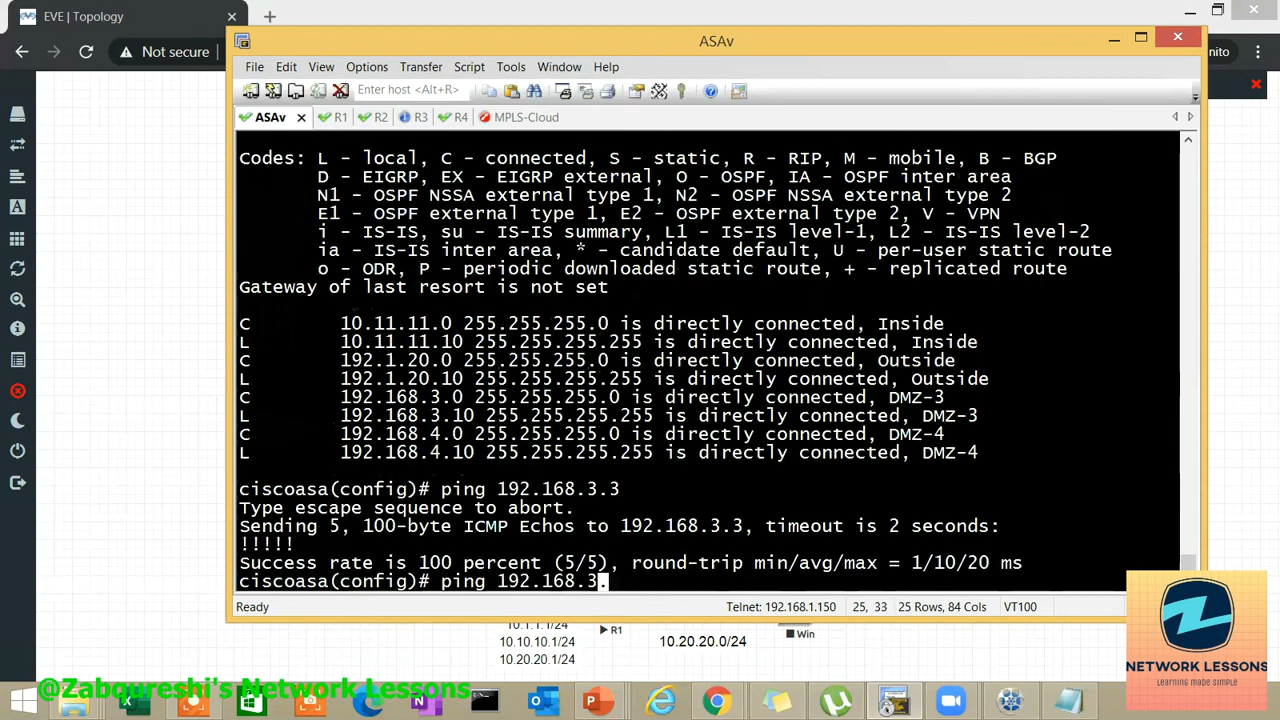 EVE | Topology
Not secure
nito
ASAv
File Edit View Options Transfer Script Tools Window Help
Enter host <Alt+R>
ASAv R1 R2 R3 R4 MPLS-Cloud
Codes: L - local, C - connected, S - static, R - RIP, M - mobile, B - BGP
D - EIGRP, EX - EIGRP external, O - OSPF, IA - OSPF inter area
N1 - OSPF NSSA external type 1, N2 - OSPF NSSA external type 2
E1 - OSPF external type 1, E2 - OSPF external type 2, V - VPN
i - IS-IS, su - IS-IS summary, L1 - IS-IS level-1, L2 - IS-IS level-2
ia - IS-IS inter area, * - candidate default, U - per-user static route
o - ODR, P - periodic downloaded static route, + - replicated route
Gateway of last resort is not set
C 10.11.11.0 255.255.255.0 is directly connected, Inside
L 10.11.11.10 255.255.255.255 is directly connected, Inside
C 192.1.20.0 255.255.255.0 is directly connected, Outside
L 192.1.20.10 255.255.255.255 is directly connected, Outside
C 192.168.3.0 255.255.255.0 is directly connected, DMZ-3
L 192.168.3.10 255.255.255.255 is directly connected, DMZ-3
C 192.168.4.0 255.255.255.0 is directly connected, DMZ-4
L 192.168.4.10 255.255.255.255 is directly connected, DMZ-4
ciscoasa(config)# ping 192.168.3.3
Type escape sequence to abort.
Sending 5, 100-byte ICMP Echos to 192.168.3.3, timeout is 2 seconds:
!!!!!
Success rate is 100 percent (5/5), round-trip min/avg/max = 1/10/20 ms
ciscoasa(config)# ping 192.168.3.
Ready Telnet: 192.168.1.150 25, 33 25 Rows, 84 Cols VT100
10.1.1.1/24
R1
Win
10.10.10.1/24
10.20.20.0/24
10.20.20.1/24
NETWORK LESSONS
Learning made simple
@Zaboureshi's Network Lessons